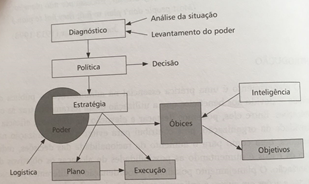 Análise da situação
Diagnóstico
Levantamento do poder
Política
Decisão
Estratégia
Inteligência
Poder
Óbices
Objetivos
Logística
Plano
Execução